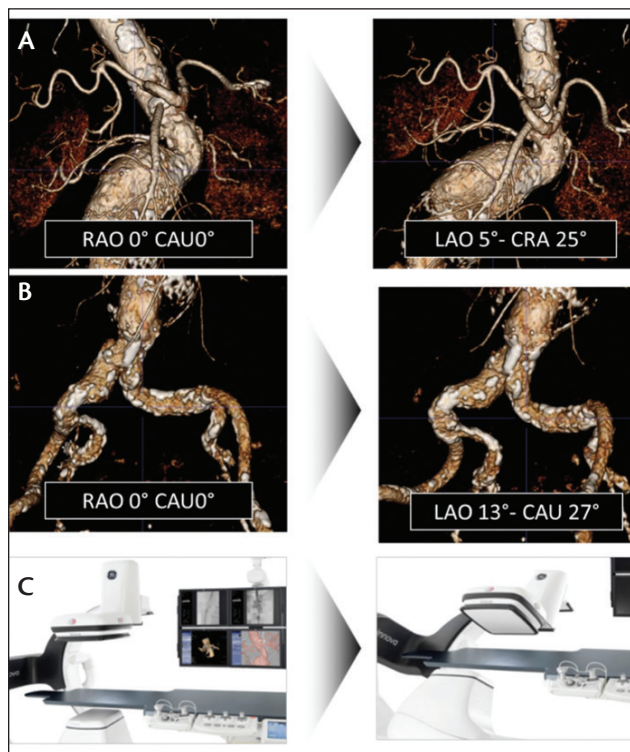 A
RAO 0° CAU0°
LAO 5°- CRA 25°
B
RAO 0° CAU0°
LAO 13°- CAU 27°
C